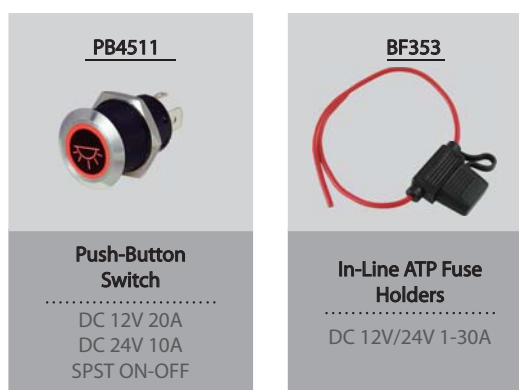 PB4511
Push-Button
Switch
DC 12V 20A
DC 24V 10A
SPST ON-OFF
BF353
In-Line ATP Fuse
Holders
DC 12V/24V 1-30A